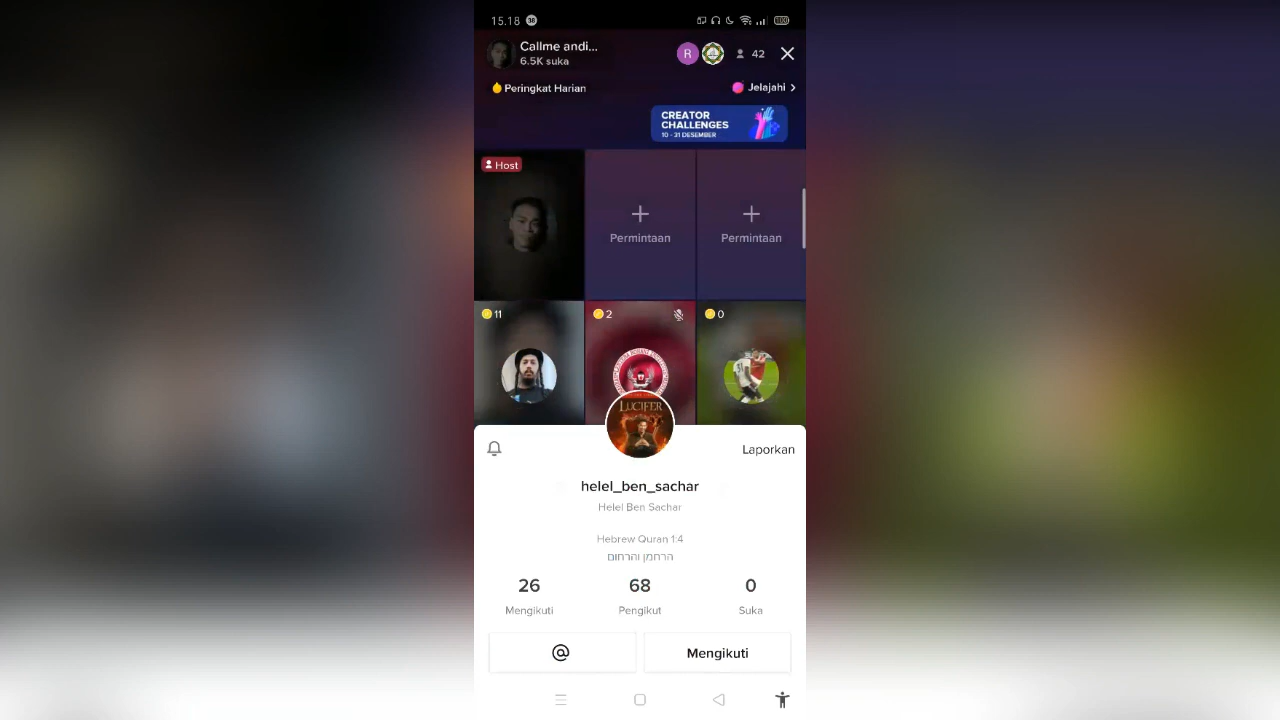 15.18
Callme andi...
6.5K suka
R
42
Peringkat Harian
Jelajahi
CREATOR
CHALLENGES
10 - 31 DESEMBER
Host
Permintaan
Permintaan
11
2
0
LUCIFER
Laporkan
helel_ben_sachar
Helel Ben Sachar
Hebrew Quran 1:4
הרחמן והרחום
26
68
0
Mengikuti
Pengikut
Suka
@
Mengikuti